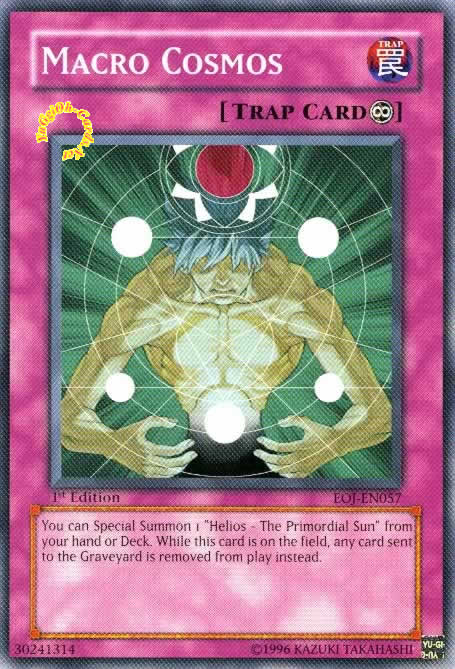 MACRO COSMOS
TRAP
罠
[TRAP CARD♾]
1st Edition
EOJ-EN057
You can Special Summon 1 "Helios - The Primordial Sun" from
your hand or Deck. While this card is on the field, any card sent
to the Graveyard is removed from play instead.
30241314
©1996 KAZUKI TAKAHASHI